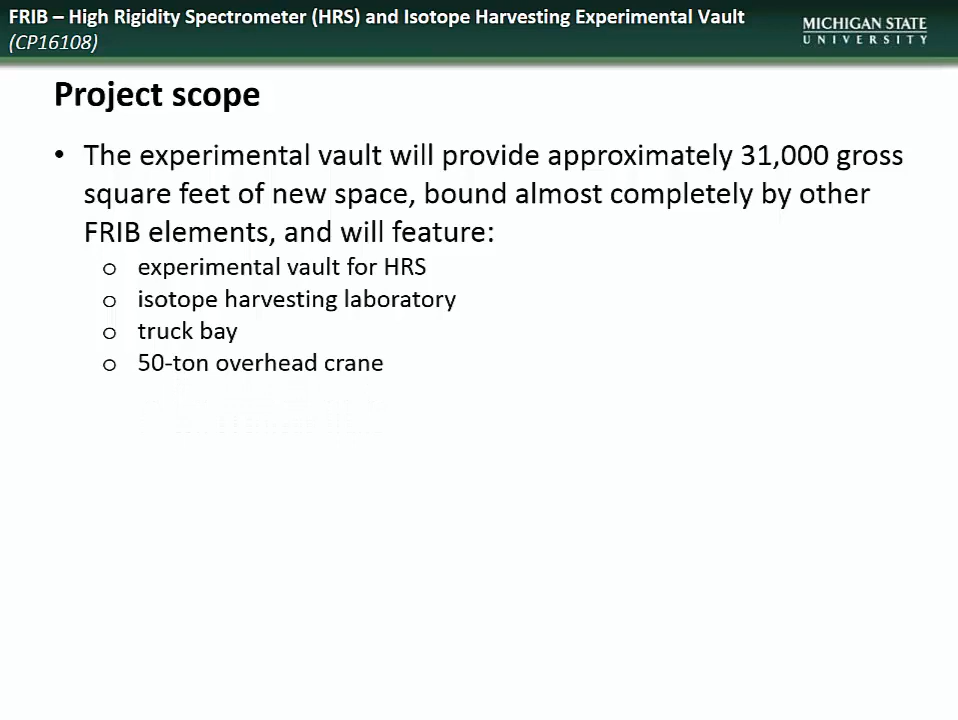 FRIB – High Rigidity Spectrometer (HRS) and Isotope Harvesting Experimental Vault
(CP16108)
MICHIGAN STATE
UNIVERSITY
Project scope
• The experimental vault will provide approximately 31,000 gross
square feet of new space, bound almost completely by other
FRIB elements, and will feature:
o experimental vault for HRS
o isotope harvesting laboratory
o truck bay
o 50-ton overhead crane